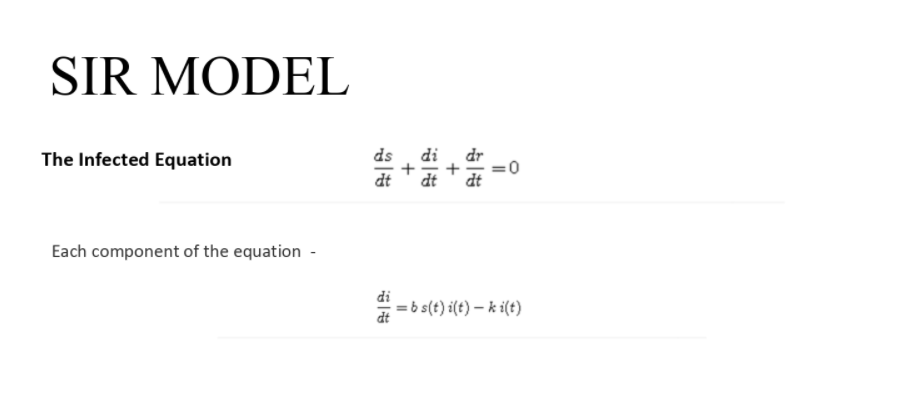 SIR MODEL
The Infected Equation
ds/dt + di/dt + dr/dt = 0
Each component of the equation -
di/dt = b s(t) i(t) – k i(t)